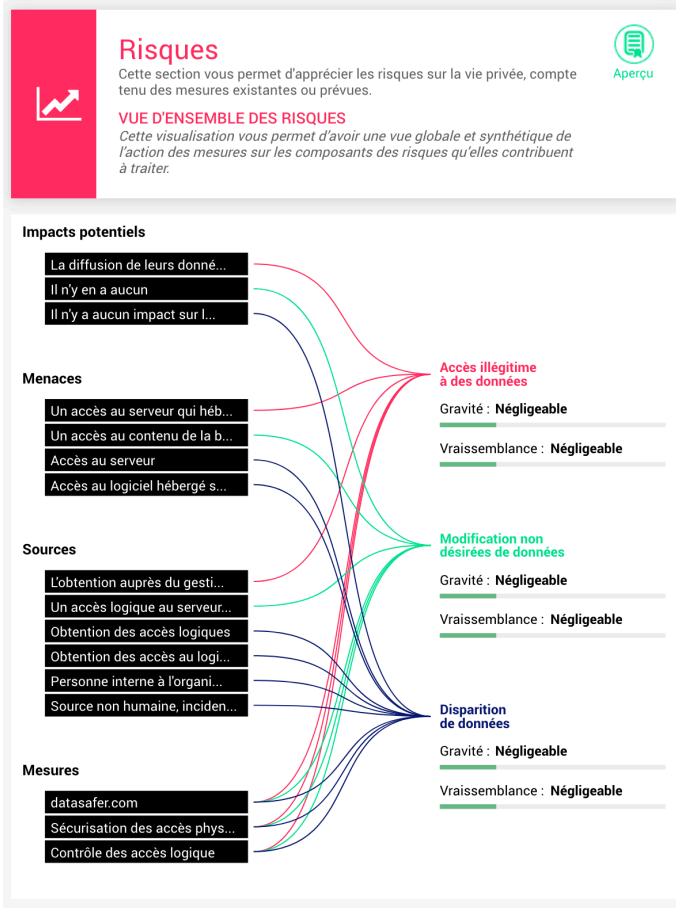 Risques
Cette section vous permet d'apprécier les risques sur la vie privée, compte
tenu des mesures existantes ou prévues.
Aperçu
VUE D'ENSEMBLE DES RISQUES
Cette visualisation vous permet d'avoir une vue globale et synthétique de
l'action des mesures sur les composants des risques qu'elles contribuent
à traiter.
Impacts potentiels
La diffusion de leurs donné...
Il n'y en a aucun
Il n'y a aucun impact sur l...
Menaces
Un accès au serveur qui héb...
Un accès au contenu de la b...
Accès au serveur
Accès au logiciel hébergé s...
Sources
L'obtention auprès du gesti...
Un accès logique au serveur...
Obtention des accès logiques
Obtention des accès au logi...
Personne interne à l'organi...
Source non humaine, inciden...
Mesures
datasafer.com
Sécurisation des accès phys...
Contrôle des accès logique
Accès illégitime
à des données
Gravité : Négligeable
Vraissemblance : Négligeable
Modification non
désirées de données
Gravité : Négligeable
Vraissemblance : Négligeable
Disparition
de données
Gravité : Négligeable
Vraissemblance : Négligeable